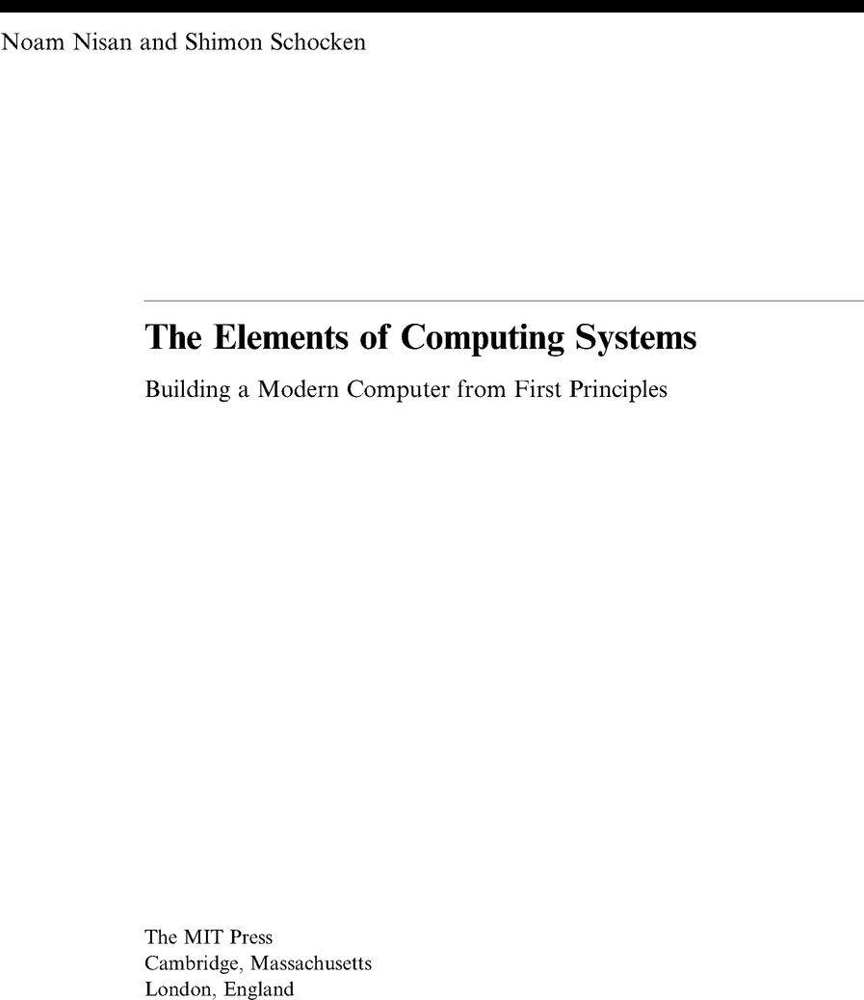 Noam Nisan and Shimon Schocken
The Elements of Computing Systems
Building a Modern Computer from First Principles
The MIT Press
Cambridge, Massachusetts
London, England